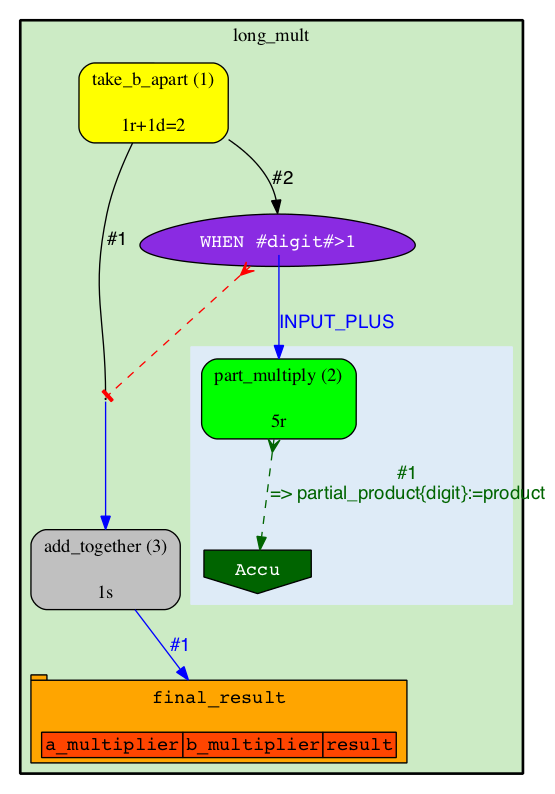 long_mult
take_b_apart (1)
1r+1d=2
#2
#1
WHEN #digit#>1
INPUT_PLUS
part_multiply (2)
5r
#1
=> partial_product{digit}:=product
add_together (3)
1s
Accu
#1
final_result
a_multiplier b_multiplier result